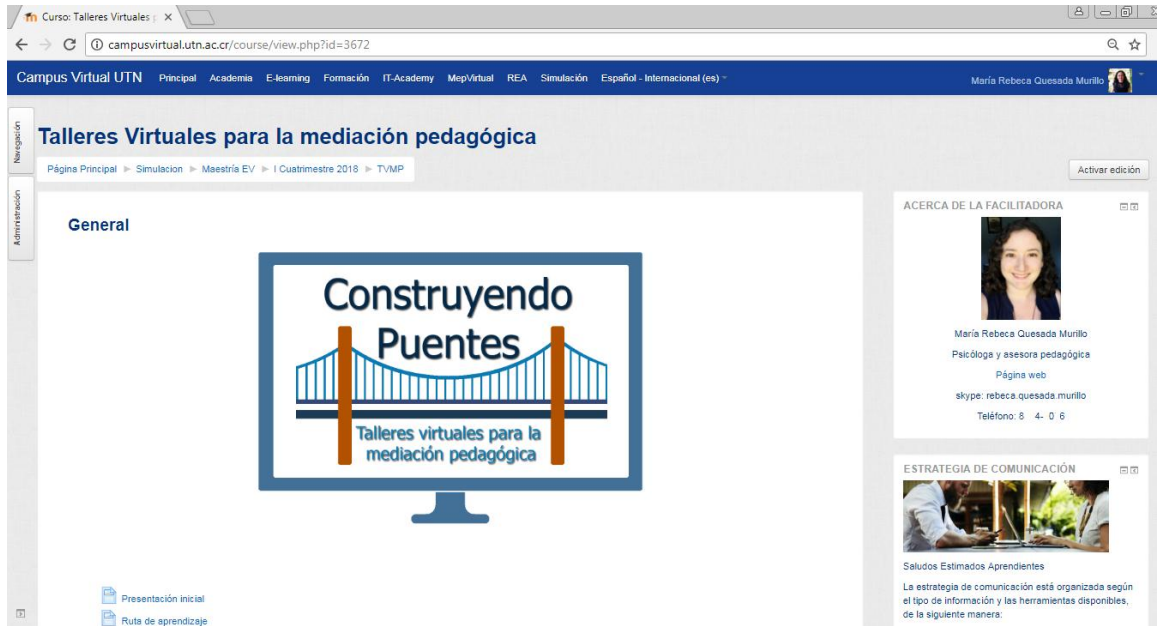 Curso: Talleres Virtuales p
campusvirtual.utn.ac.cr/course/view.php?id=3672
Campus Virtual UTN Principal Academia E-learning Formación IT-Academy MepVirtual REA Simulación Español - Internacional (es)
María Rebeca Quesada Murillo
Navegación
Administración
Talleres Virtuales para la mediación pedagógica
Página Principal Simulacion Maestría EV I Cuatrimestre 2018 TVMP
Activar edición
General
Construyendo
Puentes
Talleres virtuales para la
mediación pedagógica
Presentación inicial
Ruta de aprendizaje
ACERCA DE LA FACILITADORA
María Rebeca Quesada Murillo
Psicóloga y asesora pedagógica
Página web
skype: rebeca.quesada.murillo
Teléfono: 8 4- 0 6
ESTRATEGIA DE COMUNICACIÓN
Saludos Estimados Aprendientes
La estrategia de comunicación está organizada según
el tipo de información y las herramientas disponibles,
de la siguiente manera: